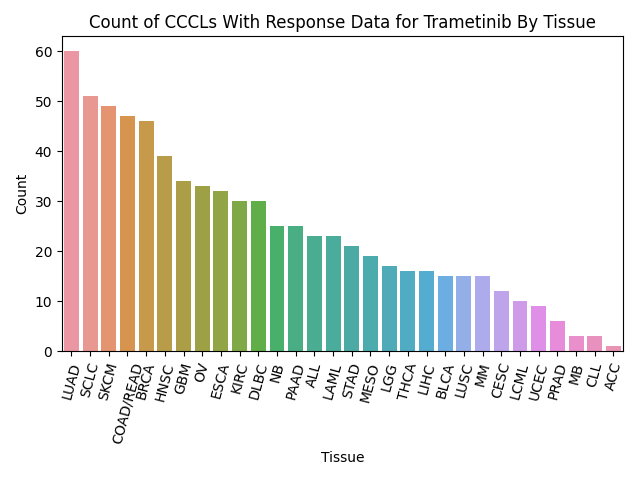 Count of CCCLs With Response Data for Trametinib By Tissue
60
50
40
30
20
10
0
Count
LUAD
SCLC
SKCM
COAD/READ
BRCA
HNSC
GBM
OV
ESCA
KIRC
DLBC
NB
PAAD
ALL
LAML
STAD
MESO
LGG
THCA
LIHC
BLCA
LUSC
MM
CESC
LCML
UCEC
PRAD
MB
CLL
ACC
Tissue